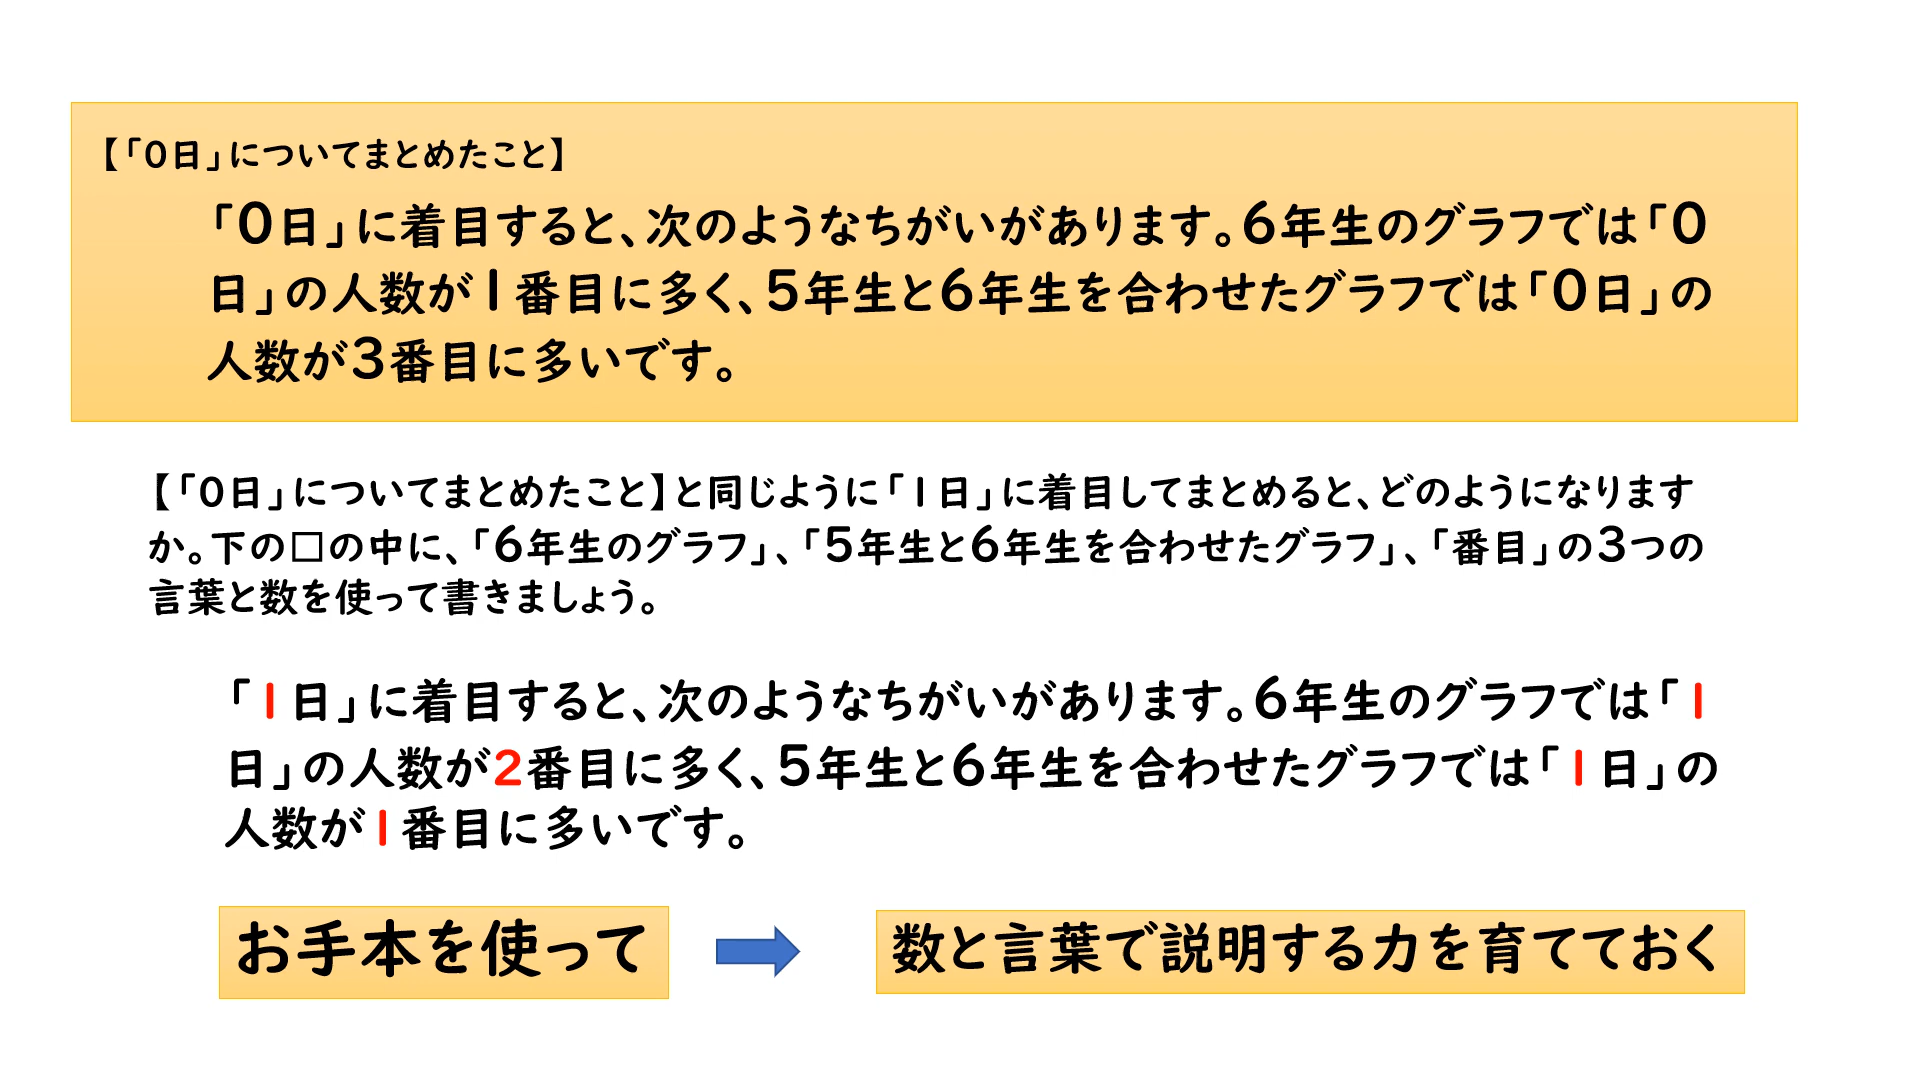 【「0日」についてまとめたこと】
「0日」に着目すると、次のようなちがいがあります。6年生のグラフでは「0
日」の人数が1番目に多く、5年生と6年生を合わせたグラフでは「0日」の
人数が3番目に多いです。
【「0日」についてまとめたこと】と同じように「1日」に着目してまとめると、どのようになります
か。下の□の中に、「6年生のグラフ」、「5年生と6年生を合わせたグラフ」、「番目」の3つの
言葉と数を使って書きましょう。
「1日」に着目すると、次のようなちがいがあります。6年生のグラフでは「1
日」の人数が2番目に多く、5年生と6年生を合わせたグラフでは「1日」の
人数が1番目に多いです。
お手本を使って
数と言葉で説明する力を育てておく